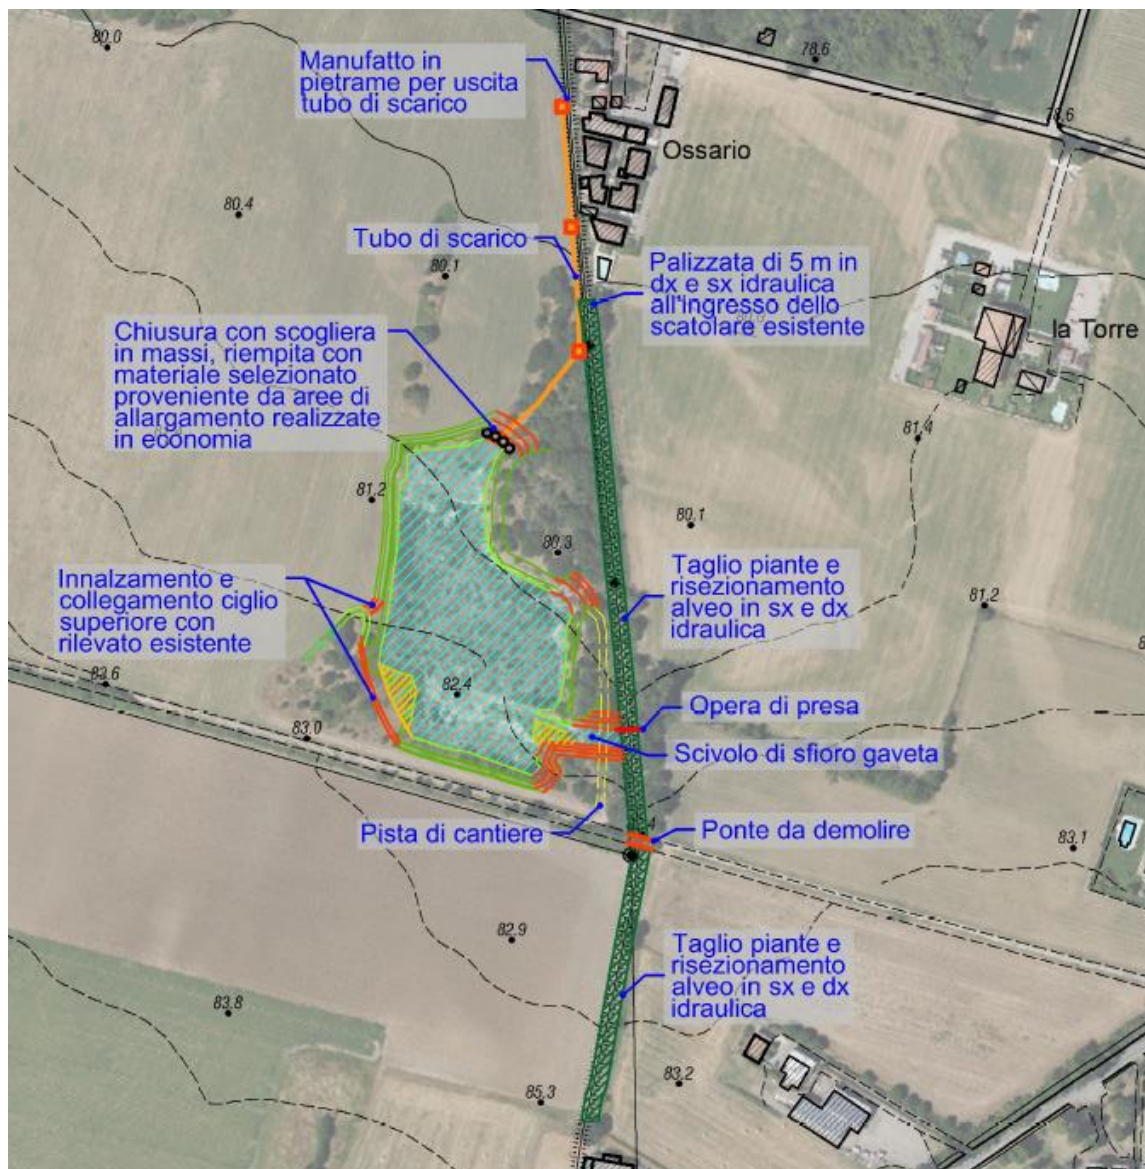 80.0
78.6
Manufatto in
pietrame per uscita
tubo di scarico
78.6
Ossario
80.4
Tubo di scarico
80.1
Palizzata di 5 m in
dx e sx idraulica
all'ingresso dello
scatolare esistente
la Torre
Chiusura con scogliera
in massi, riempita con
materiale selezionato
proveniente da aree di
allargamento realizzate
in economia
81.4
81.2
80.1
80.3
Taglio piante e
risezionamento
alveo in sx e dx
idraulica
Innalzamento e
collegamento ciglio
superiore con
rilevato esistente
81.2
83.6
82.4
Opera di presa
83.0
Scivolo di sfioro gaveta
Pista di cantiere
Ponte da demolire
83.1
82.9
Taglio piante e
risezionamento
alveo in sx e dx
idraulica
83.8
83.2
85.3